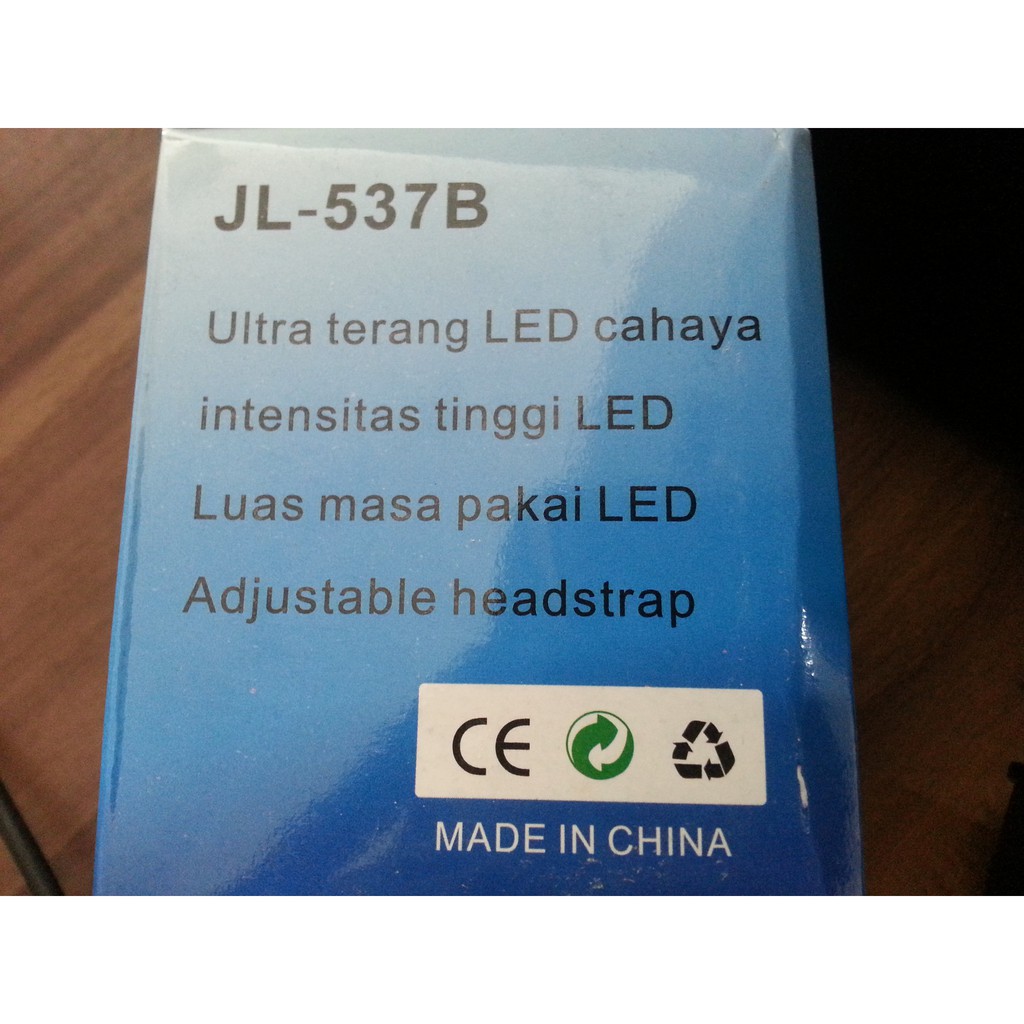 JL-537B
Ultra terang LED cahaya
intensitas tinggi LED
Luas masa pakai LED
Adjustable headstrap
CE
MADE IN CHINA